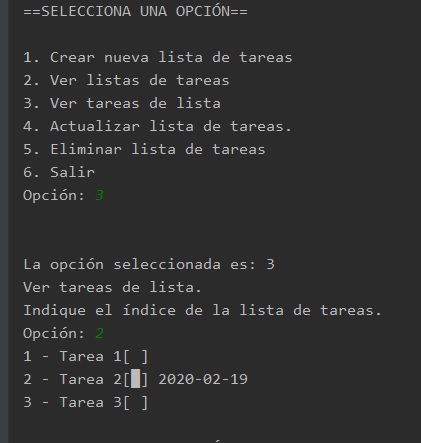 ==SELECCIONA UNA OPCIÓN==
1. Crear nueva lista de tareas
2. Ver listas de tareas
3. Ver tareas de lista
4. Actualizar lista de tareas.
5. Eliminar lista de tareas
6. Salir
Opción: 3
La opción seleccionada es: 3
Ver tareas de lista.
Indique el índice de la lista de tareas.
Opción: 2
1 - Tarea 1[ ]
2 - Tarea 2[█] 2020-02-19
3 - Tarea 3[ ]